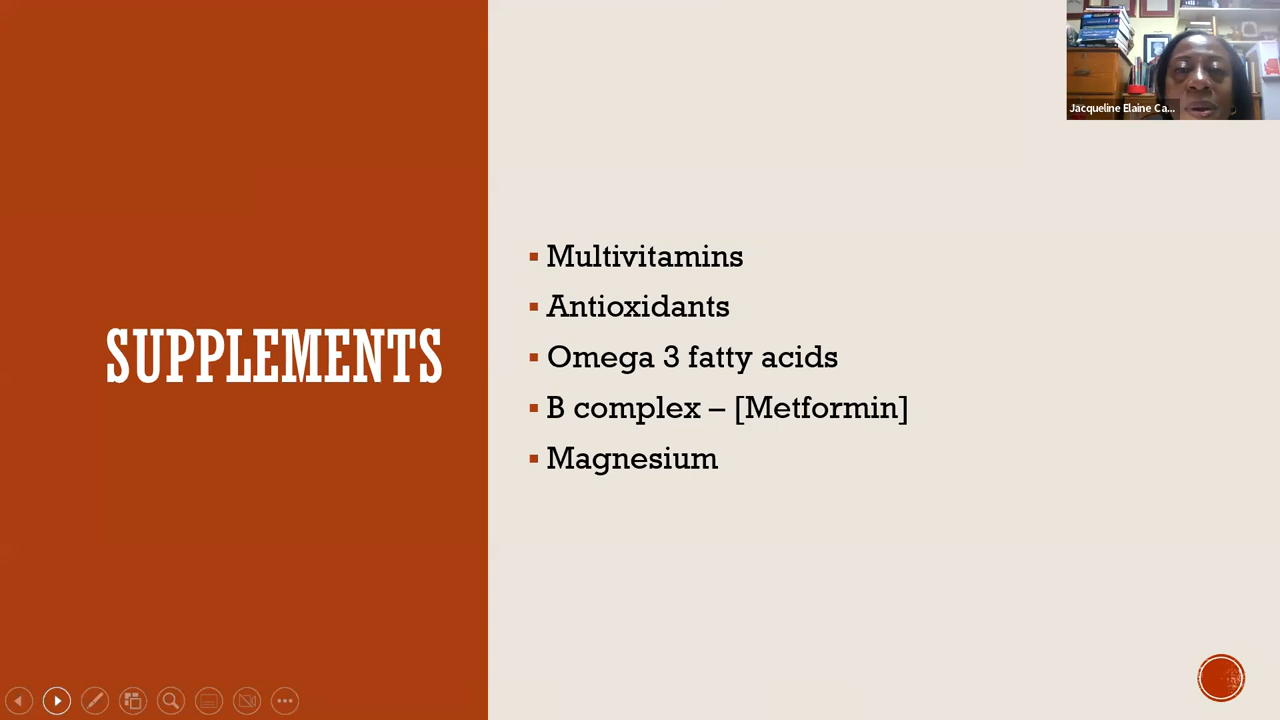 Jacqueline Elaine Ca...
SUPPLEMENTS
▪ Multivitamins
▪ Antioxidants
▪ Omega 3 fatty acids
▪ B complex – [Metformin]
▪ Magnesium